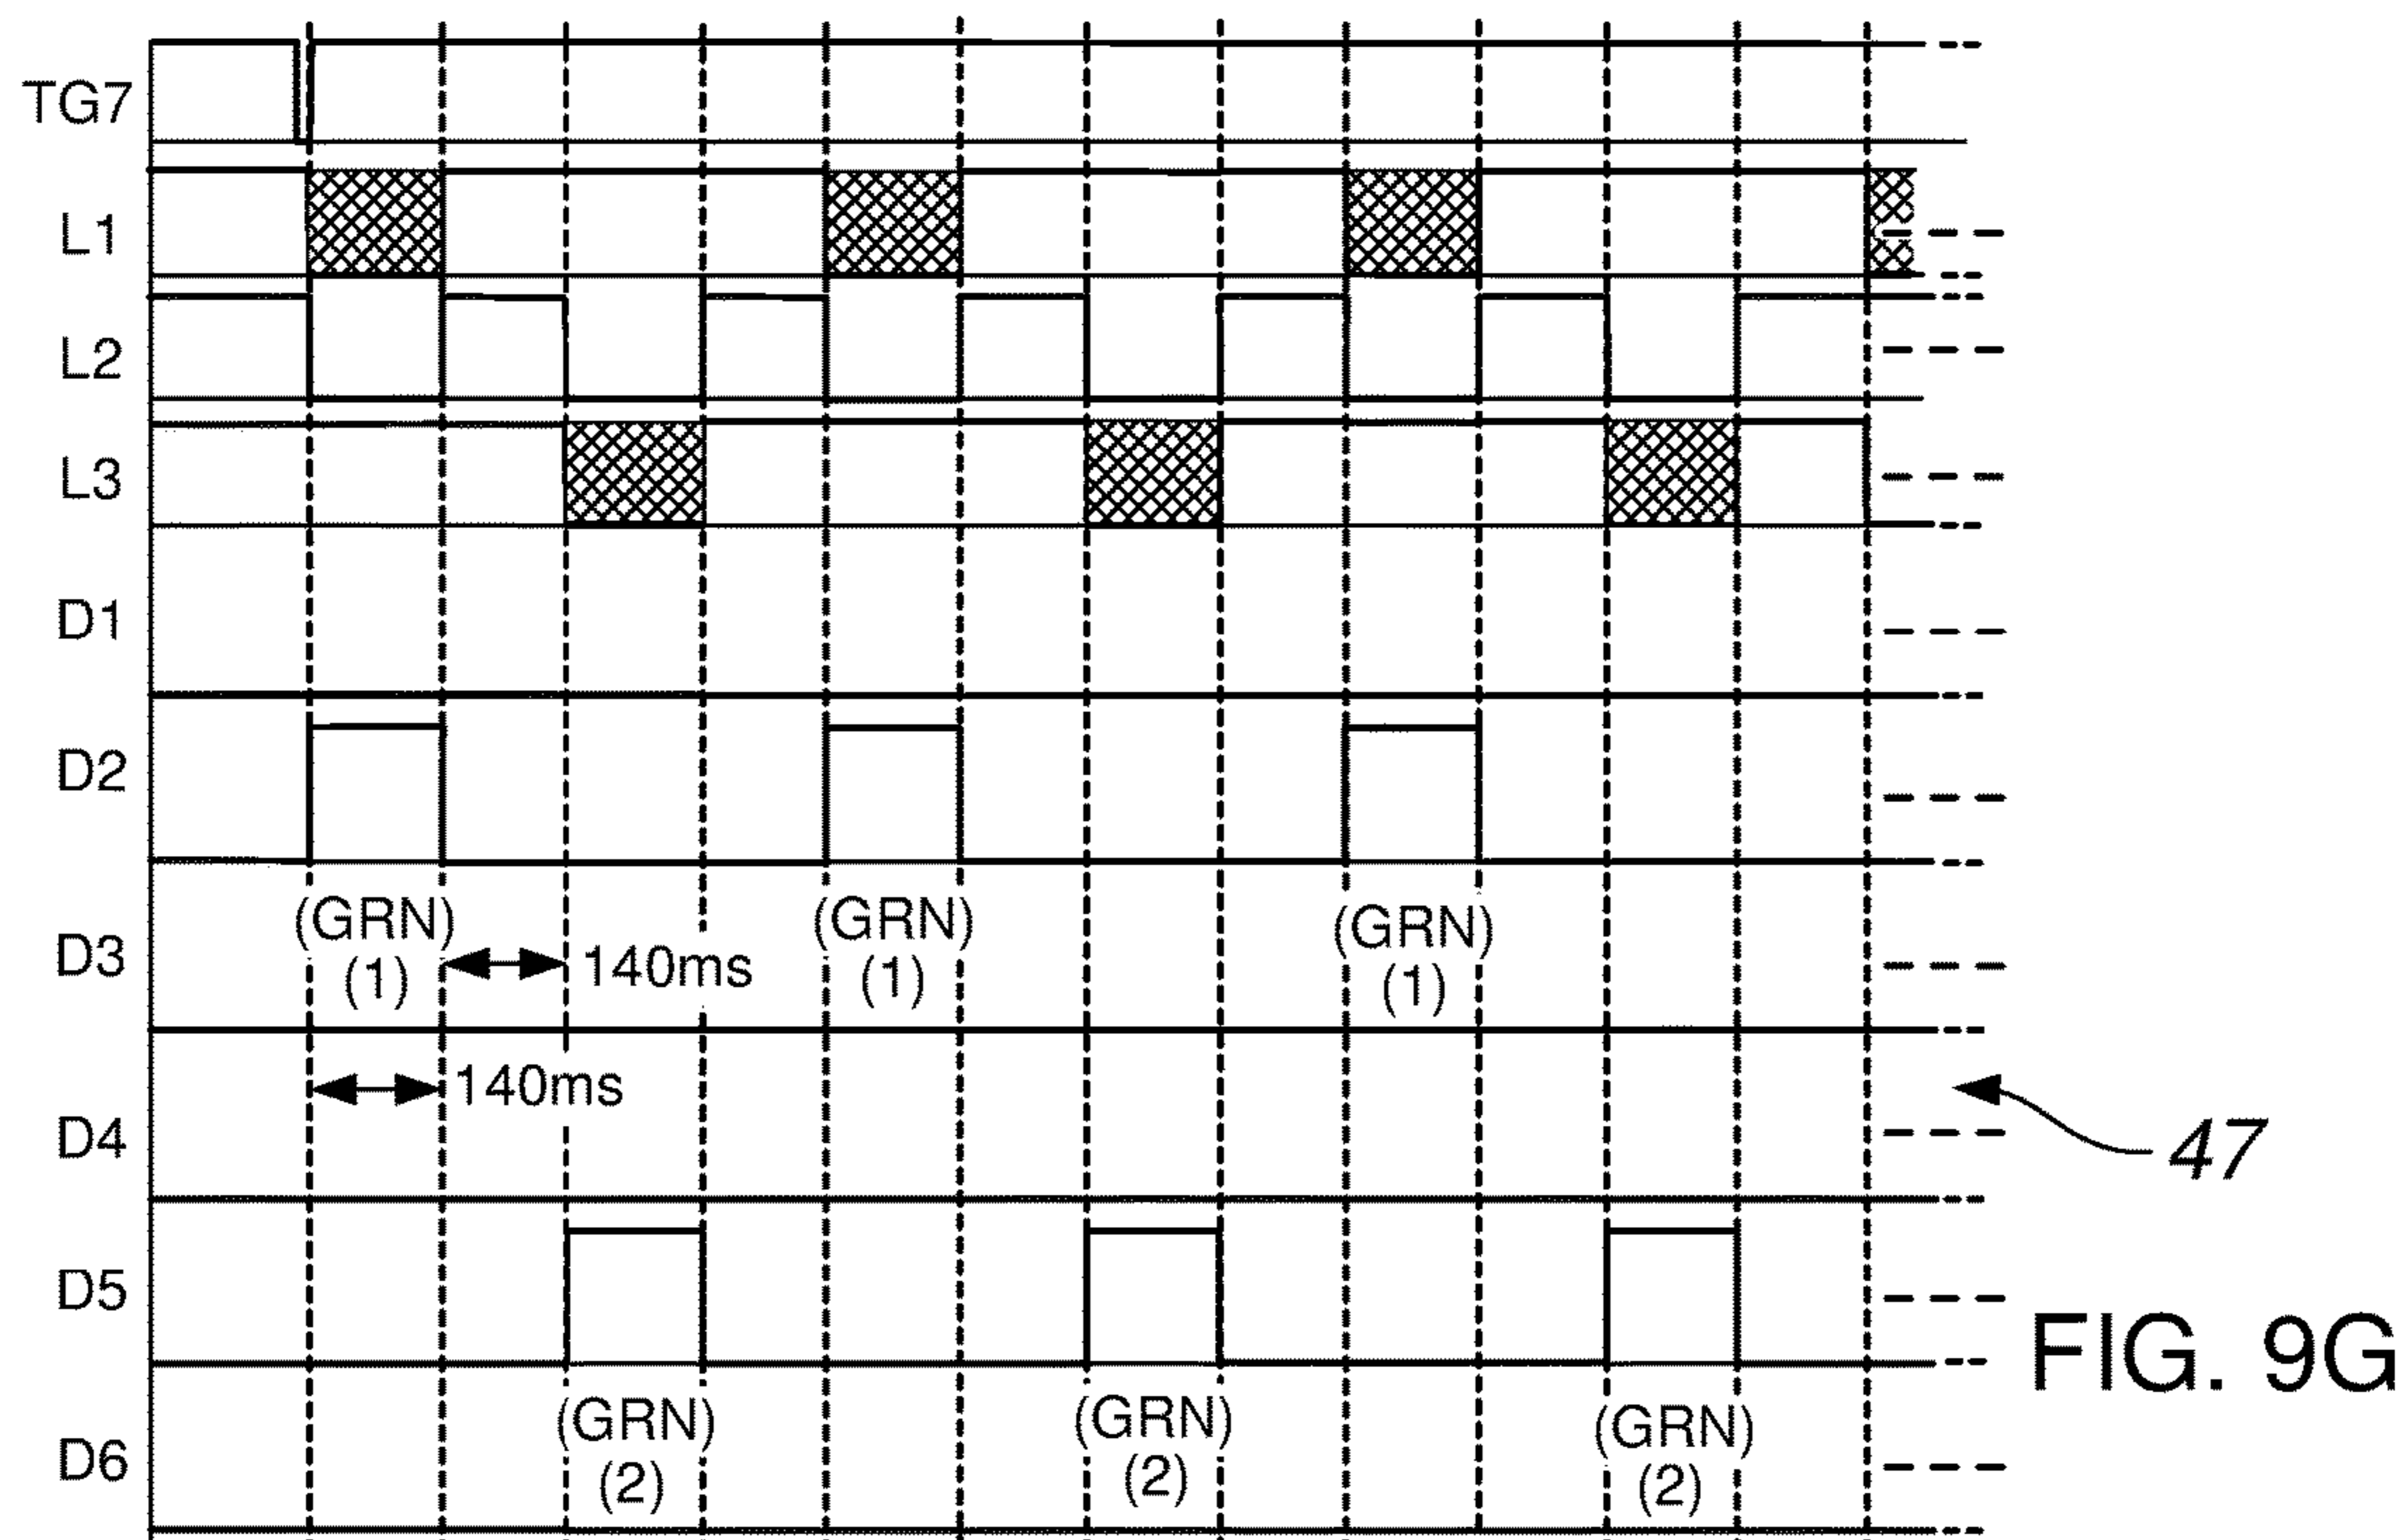 TG7
L1
L2
L3
D1
D2
(GRN)
(1)
(GRN)
(1)
(GRN)
(1)
D3
140ms
140ms
D4
47
D5
FIG. 9G
(GRN)
(2)
(GRN)
(2)
(GRN)
(2)
D6